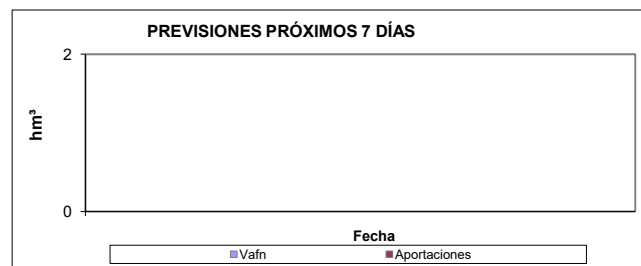 PREVISIONES PRÓXIMOS 7 DÍAS
2
hm³
0
Fecha
Vafn Aportaciones